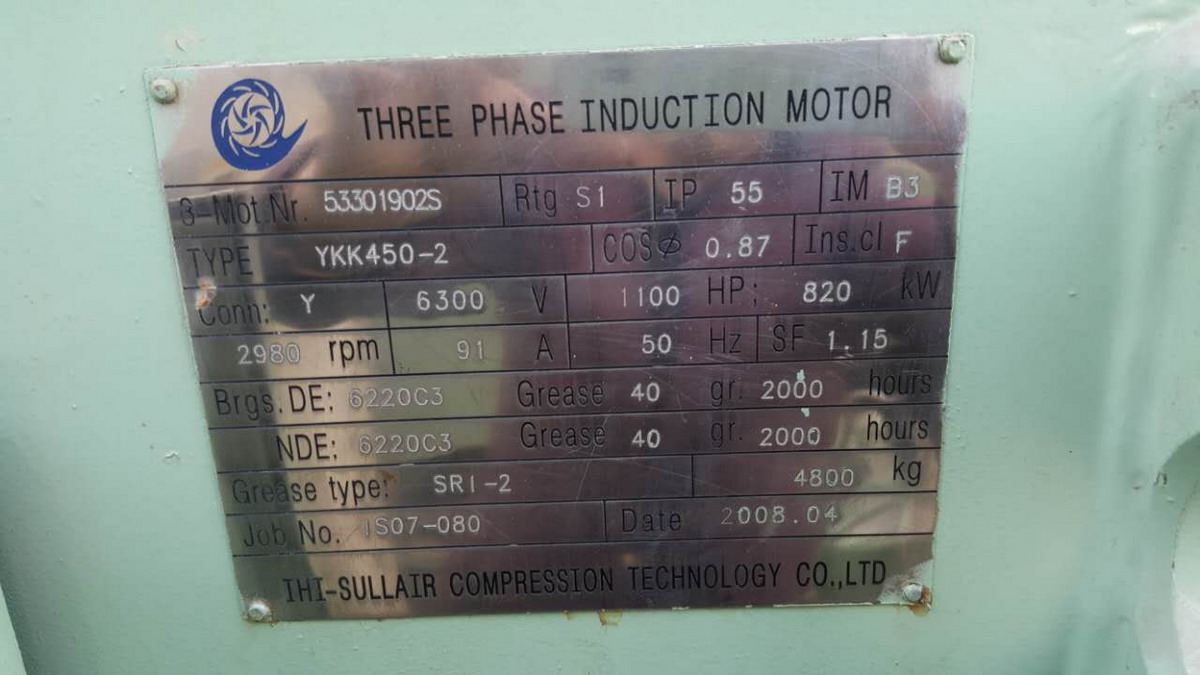 THREE PHASE INDUCTION MOTOR
3-Mot.Nr. 53301902S Rtg S1 IP 55 IM B3
TYPE YKK450-2 COSØ 0.87 Ins.cl F
Conn: Y 6300 V 1100 HP; 820 kW
2980 rpm 91 A 50 Hz SF 1.15
Brgs. DE: 6220C3 Grease 40 gr. 2000 hours
NDE: 6220C3 Grease 40 gr. 2000 hours
Grease type: SRI-2 4800 kg
Job No. JS07-080 Date 2008.04
IHI-SULLAIR COMPRESSION TECHNOLOGY CO.,LTD